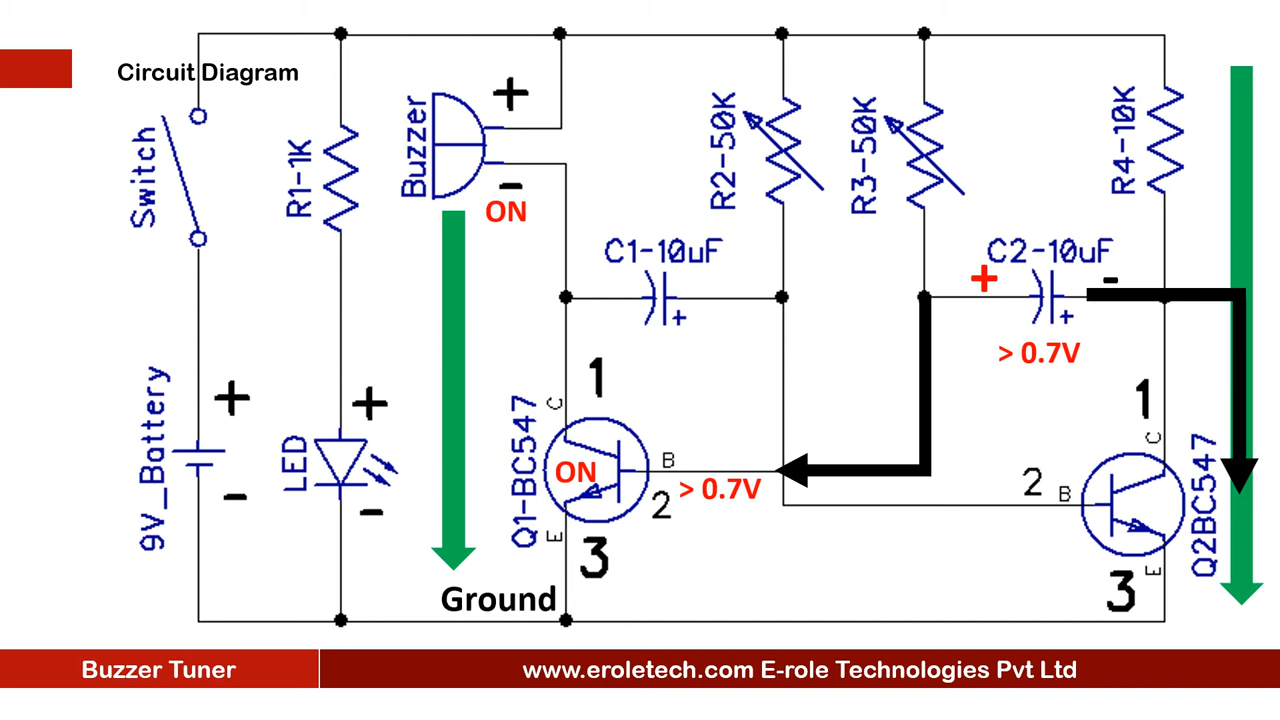 Circuit Diagram
Switch
R1-1K
Buzzer
+
-
ON
R2-50K
R3-50K
R4-10K
C1-10uF
+
C2-10uF
+
-
+
> 0.7V
9V_Battery
+
-
LED
+
-
Q1-BC547
1
C
ON
B
2
> 0.7V
E
3
Ground
2
B
1
C
Q2BC547
E
3
Buzzer Tuner
www.eroletech.com E-role Technologies Pvt Ltd